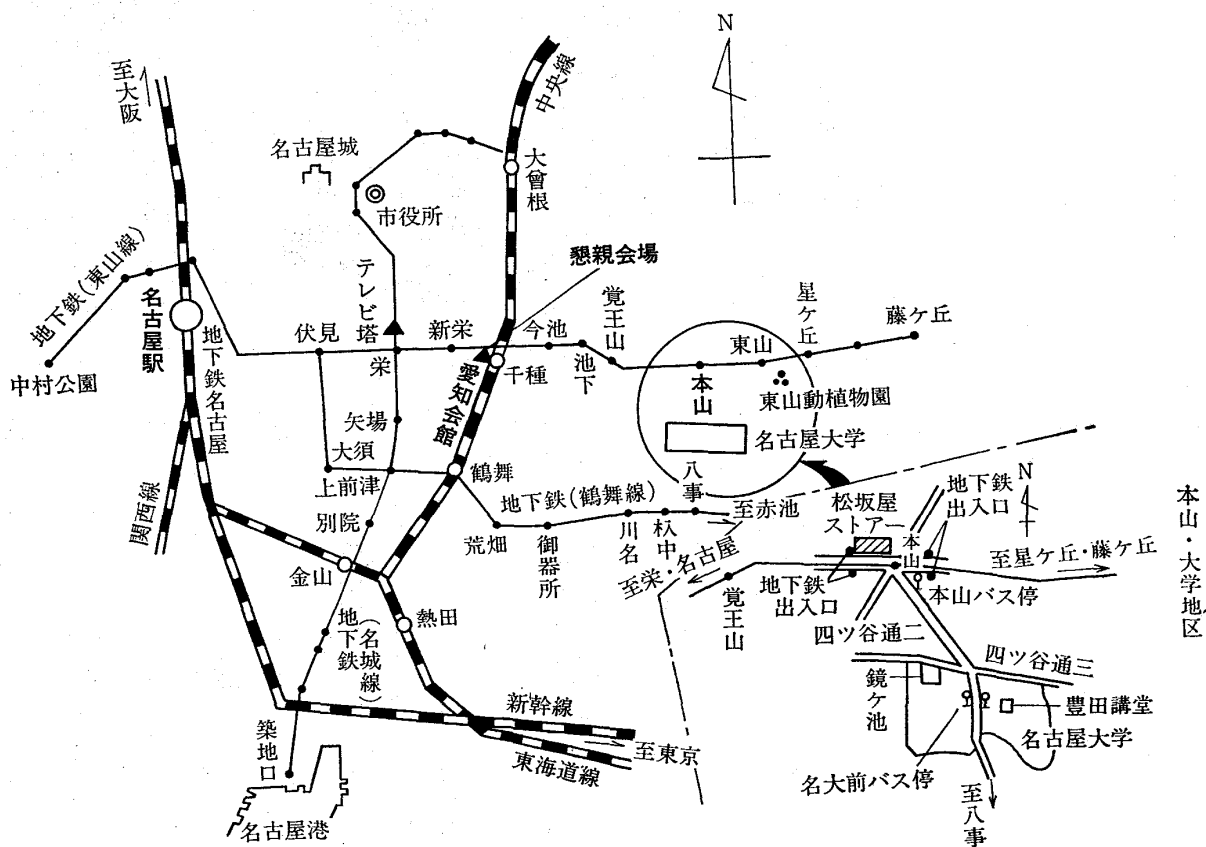 N
至大阪
中央線
名古屋城
大曾根
市役所
懇親会場
地下鉄(東山線)
テレビ塔
覚王山
星ケ丘
藤ケ丘
名古屋駅
地下鉄名古屋
伏見
新栄
今池
東山
中村公園
栄
千種
池下
本山
東山動植物園
愛知会館
矢場
名古屋大学
大須
上前津
鶴舞
八事
地下鉄(鶴舞線)
至赤池
関西線
別院
荒畑
御器所
川名
杁中
金山
熱田
地下鉄
(名城線)
新幹線
至東京
東海道線
築地口
名古屋港
松坂屋
ストアー
地下鉄
出入口
N
本山
至栄・名古屋
至星ケ丘・藤ケ丘
覚王山
地下鉄
出入口
本山バス停
四ツ谷通二
四ツ谷通三
鏡ケ池
豊田講堂
名古屋大学
名大前バス停
至八事
本山・大学地区